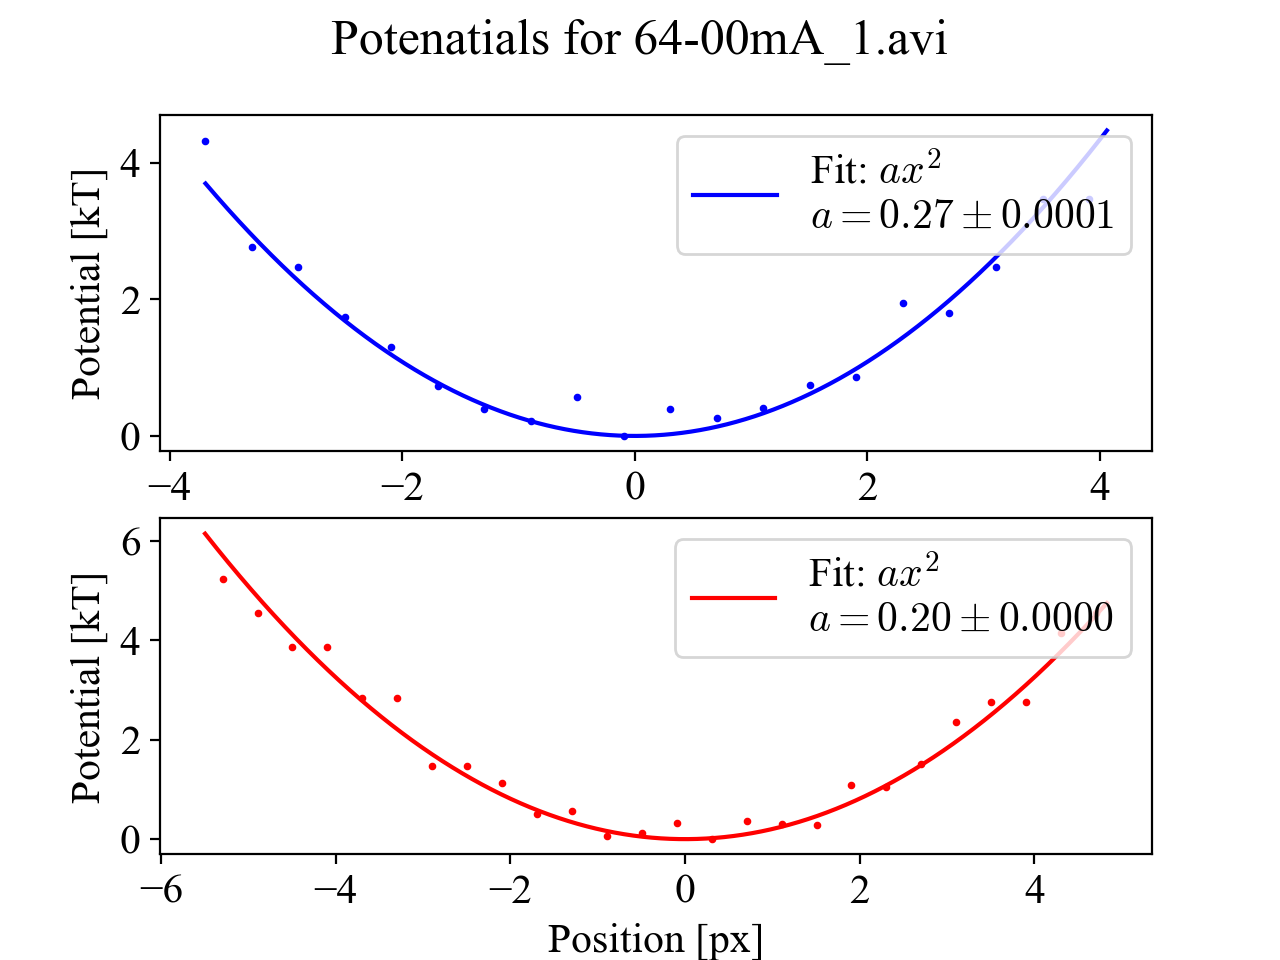 Potenatials for 64-00mA_1.avi
Potential [kT]
4
2
0
Fit: ax²
a = 0.27 ± 0.0001
−4 −2 0 2 4
Potential [kT]
6
4
2
0
Fit: ax²
a = 0.20 ± 0.0000
−6 −4 −2 0 2 4
Position [px]